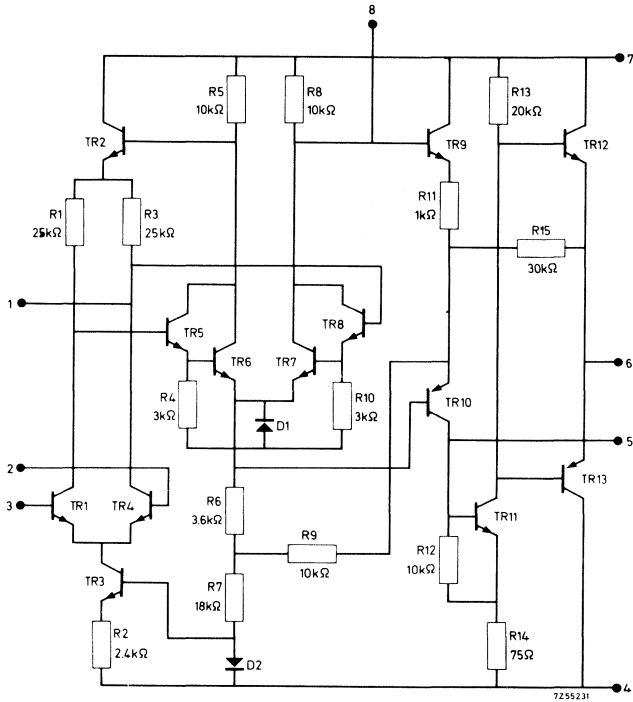 8
7
R5
10kΩ
R8
10kΩ
R13
20kΩ
TR2
TR9
TR12
R1
25kΩ
R3
25kΩ
R11
1kΩ
R15
30kΩ
1
TR5
TR8
TR6
TR7
6
R4
3kΩ
D1
R10
3kΩ
TR10
5
2
3
TR1
TR4
R6
3.6kΩ
TR13
TR11
R9
10kΩ
R12
10kΩ
TR3
R7
18kΩ
R2
2.4kΩ
D2
R14
75Ω
4
7Z55231